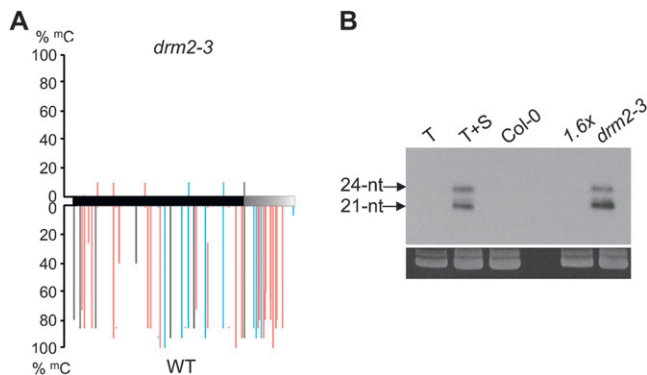 A
% mC
drm2-3
100
80
60
40
20
0
0
20
40
60
80
100
% mC
WT
B
T
T+S
Col-0
1.6x
drm2-3
24-nt
21-nt